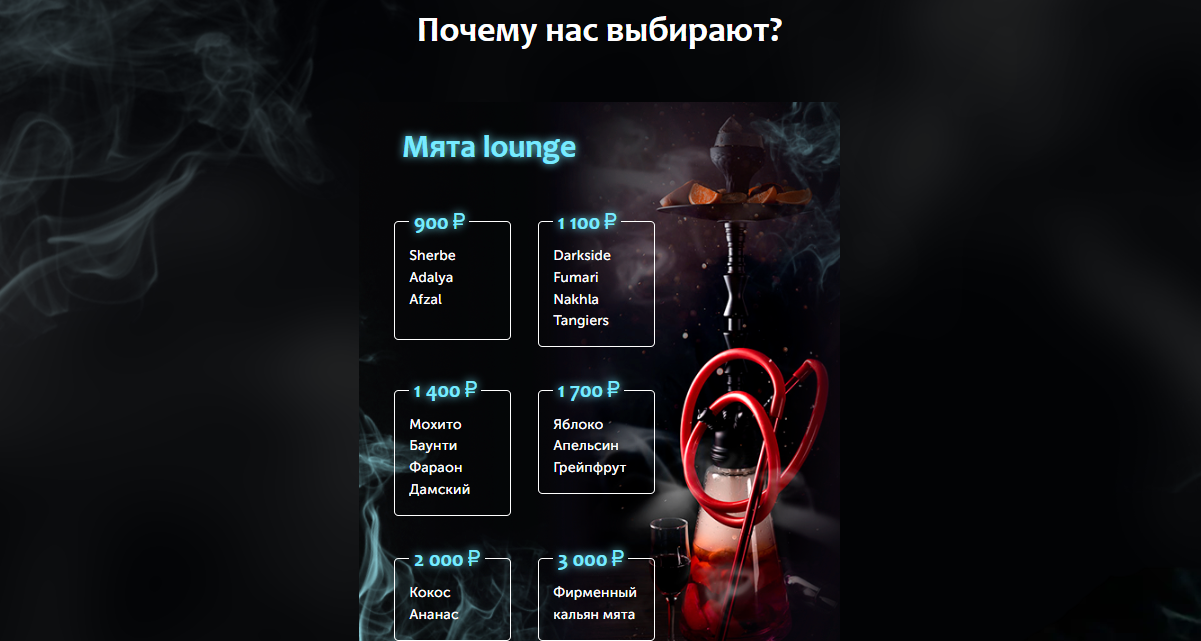 Почему нас выбирают?
Мята lounge
900 ₽
Sherbe
Adalya
Afzal
1 100 ₽
Darkside
Fumari
Nakhla
Tangiers
1 400 ₽
Мохито
Баунти
Фараон
Дамский
1 700 ₽
Яблоко
Апельсин
Грейпфрут
2 000 ₽
Кокос
Ананас
3 000 ₽
Фирменный
кальян мята